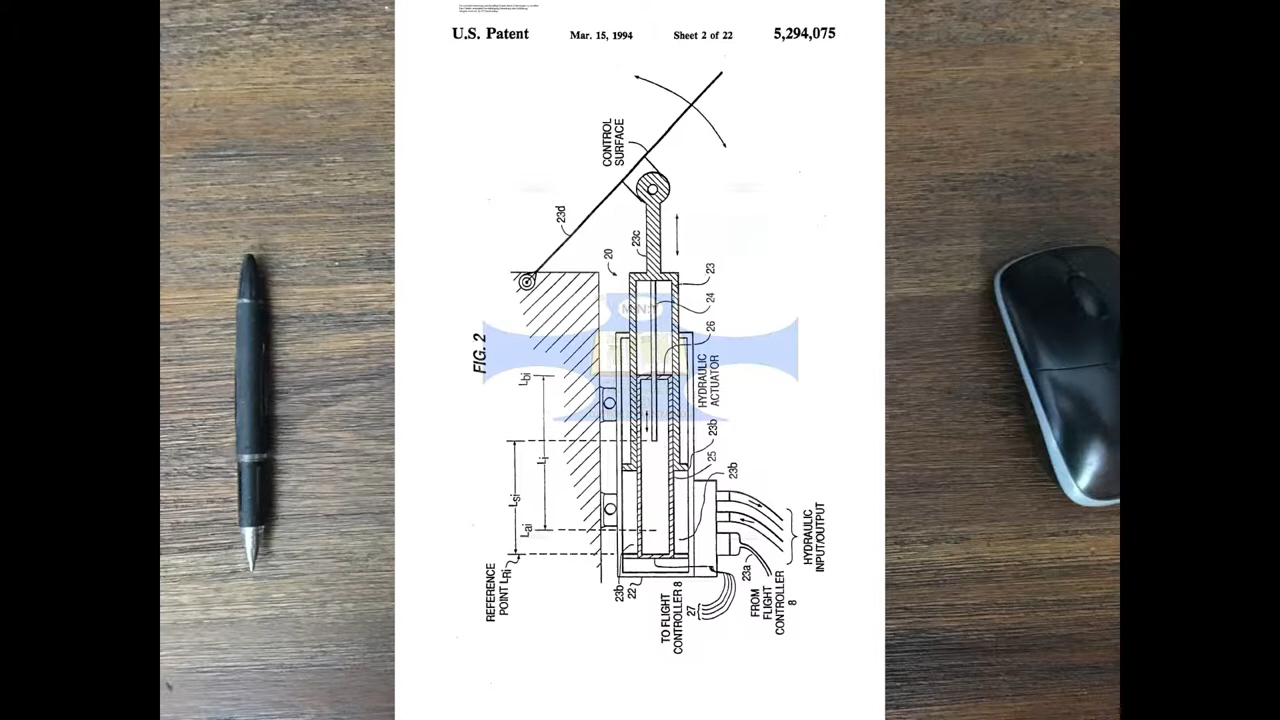 U.S. Patent Mar. 15, 1994 Sheet 2 of 22 5,294,075
FIG. 2
CONTROL
SURFACE
23d
23c
20
23
24
26
HYDRAULIC
ACTUATOR
Lbi
Li
Lsi
Lai
REFERENCE
POINT LRi
23b
25
23b
23b
22
23a
TO FLIGHT
CONTROLLER 8
27
FROM
FLIGHT
CONTROLLER
8
HYDRAULIC
INPUT/OUTPUT